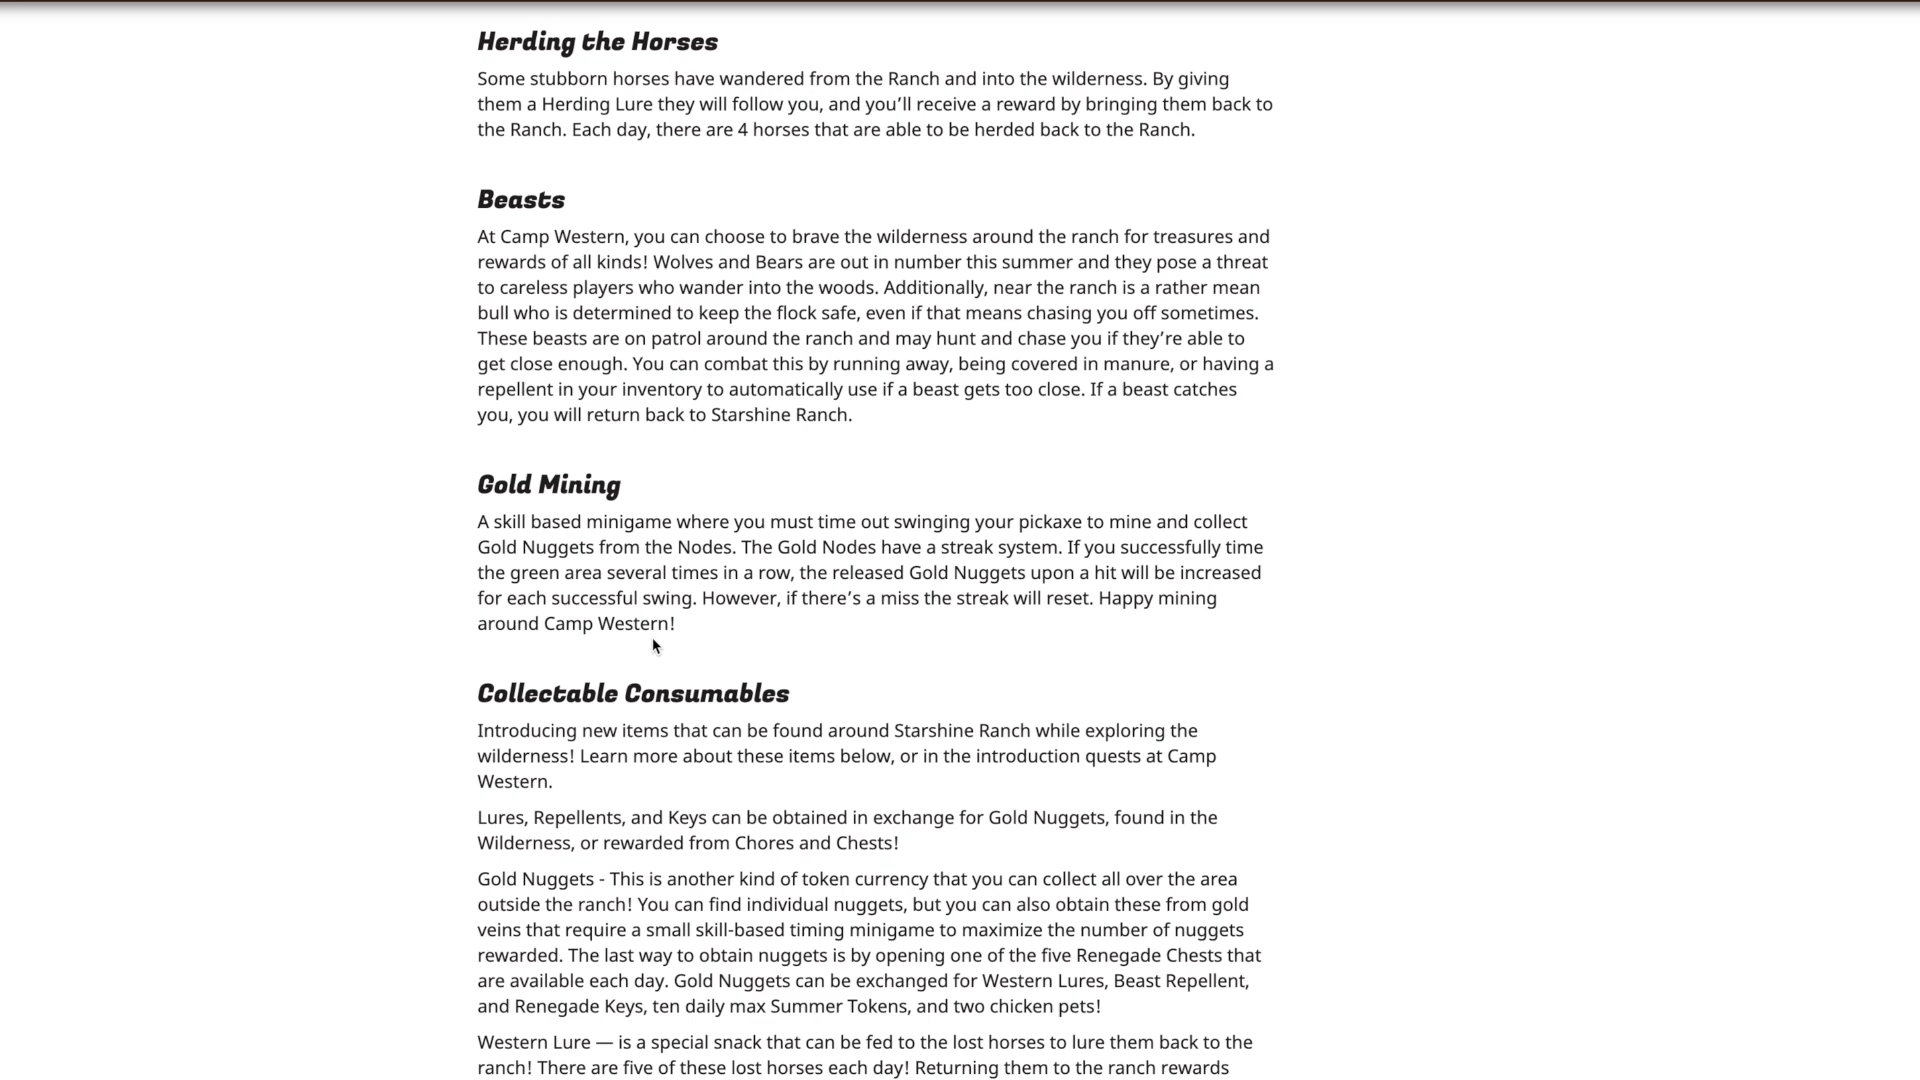 Herding the Horses
Some stubborn horses have wandered from the Ranch and into the wilderness. By giving
them a Herding Lure they will follow you, and you’ll receive a reward by bringing them back to
the Ranch. Each day, there are 4 horses that are able to be herded back to the Ranch.
Beasts
At Camp Western, you can choose to brave the wilderness around the ranch for treasures and
rewards of all kinds! Wolves and Bears are out in number this summer and they pose a threat
to careless players who wander into the woods. Additionally, near the ranch is a rather mean
bull who is determined to keep the flock safe, even if that means chasing you off sometimes.
These beasts are on patrol around the ranch and may hunt and chase you if they’re able to
get close enough. You can combat this by running away, being covered in manure, or having a
repellent in your inventory to automatically use if a beast gets too close. If a beast catches
you, you will return back to Starshine Ranch.
Gold Mining
A skill based minigame where you must time out swinging your pickaxe to mine and collect
Gold Nuggets from the Nodes. The Gold Nodes have a streak system. If you successfully time
the green area several times in a row, the released Gold Nuggets upon a hit will be increased
for each successful swing. However, if there’s a miss the streak will reset. Happy mining
around Camp Western!
Collectable Consumables
Introducing new items that can be found around Starshine Ranch while exploring the
wilderness! Learn more about these items below, or in the introduction quests at Camp
Western.
Lures, Repellents, and Keys can be obtained in exchange for Gold Nuggets, found in the
Wilderness, or rewarded from Chores and Chests!
Gold Nuggets - This is another kind of token currency that you can collect all over the area
outside the ranch! You can find individual nuggets, but you can also obtain these from gold
veins that require a small skill-based timing minigame to maximize the number of nuggets
rewarded. The last way to obtain nuggets is by opening one of the five Renegade Chests that
are available each day. Gold Nuggets can be exchanged for Western Lures, Beast Repellent,
and Renegade Keys, ten daily max Summer Tokens, and two chicken pets!
Western Lure — is a special snack that can be fed to the lost horses to lure them back to the
ranch! There are five of these lost horses each day! Returning them to the ranch rewards